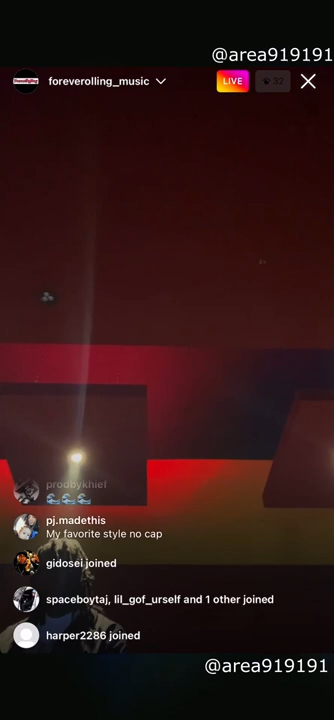 @area919191
foreverolling_music
LIVE
32
prodbykhief
🌊🌊🌊
pj.madethis
My favorite style no cap
gidosei joined
spaceboytaj, lil_gof_urself and 1 other joined
harper2286 joined
@area919191